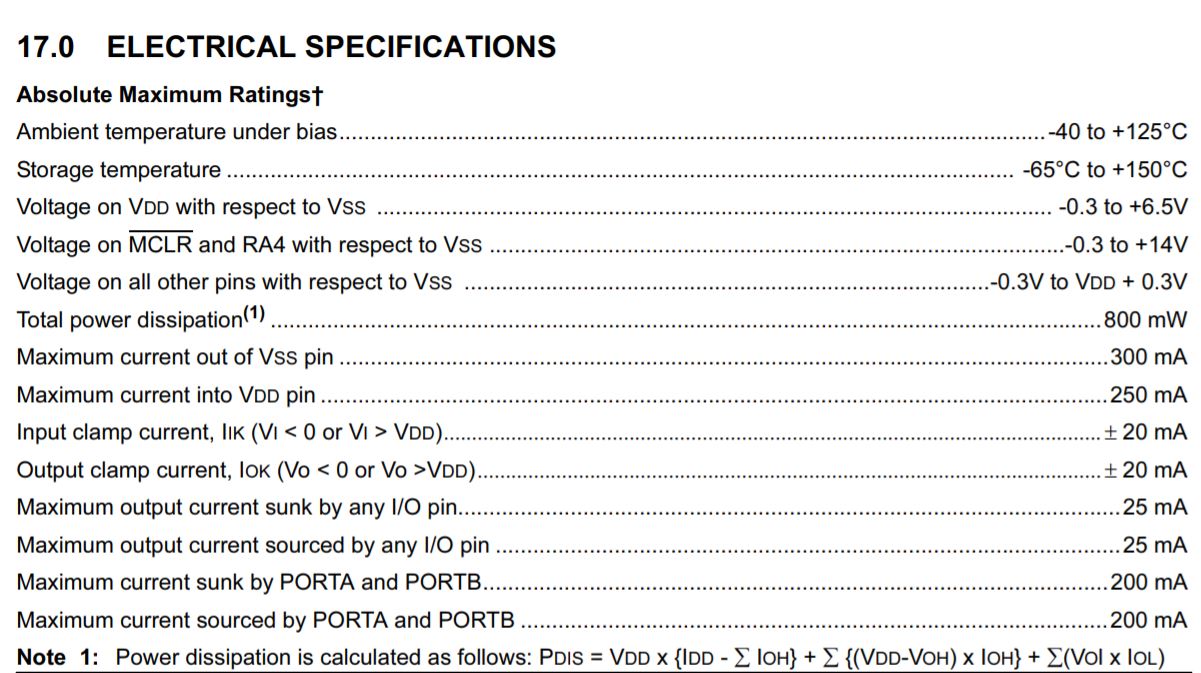 17.0 ELECTRICAL SPECIFICATIONS
Absolute Maximum Ratings†
Ambient temperature under bias................................................................................................................. -40 to +125°C
Storage temperature .............................................................................................................................. -65°C to +150°C
Voltage on VDD with respect to VSS ............................................................................................................ -0.3 to +6.5V
Voltage on MCLR and RA4 with respect to VSS ............................................................................................-0.3 to +14V
Voltage on all other pins with respect to VSS ....................................................................................-0.3V to VDD + 0.3V
Total power dissipation(1) .....................................................................................................................................800 mW
Maximum current out of VSS pin ...........................................................................................................................300 mA
Maximum current into VDD pin ..............................................................................................................................250 mA
Input clamp current, IIK (VI < 0 or VI > VDD)......................................................................................................... ± 20 mA
Output clamp current, IOK (Vo < 0 or Vo >VDD)................................................................................................... ± 20 mA
Maximum output current sunk by any I/O pin..........................................................................................................25 mA
Maximum output current sourced by any I/O pin ....................................................................................................25 mA
Maximum current sunk by PORTA and PORTB....................................................................................................200 mA
Maximum current sourced by PORTA and PORTB ..............................................................................................200 mA
Note 1: Power dissipation is calculated as follows: PDIS = VDD x {IDD - ∑ IOH} + ∑ {(VDD-VOH) x IOH} + ∑(VOl x IOL)